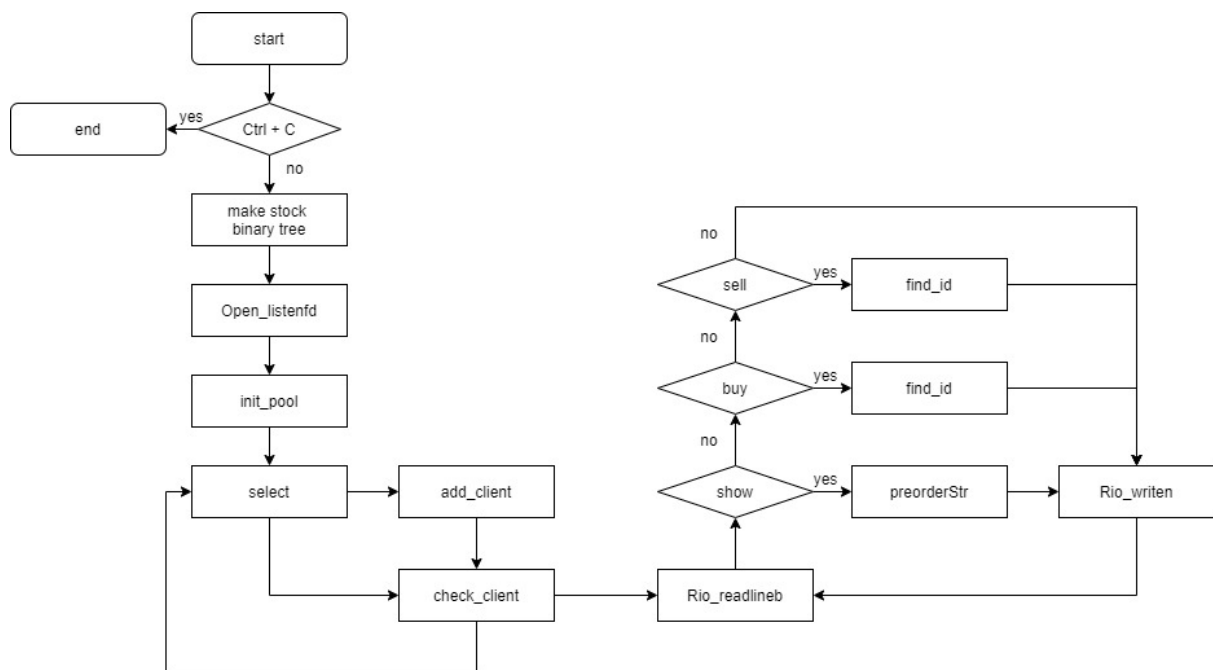 start
end
yes
Ctrl + C
no
make stock
binary tree
Open_listenfd
init_pool
select
add_client
check_client
Rio_readlineb
show
yes
preorderStr
Rio_writen
no
buy
yes
find_id
no
sell
yes
find_id
no